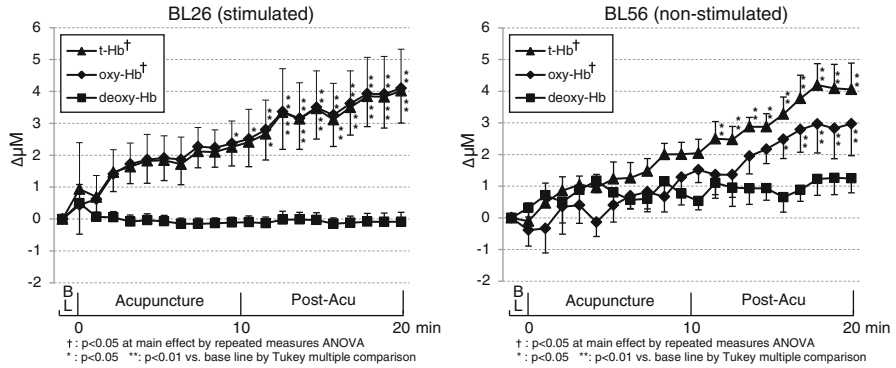 BL26 (stimulated)
ΔμM
6
5
4
3
2
1
0
-1
-2
t-Hb†
oxy-Hb†
deoxy-Hb
BL
Acupuncture
Post-Acu
0
10
20 min
† : p<0.05 at main effect by repeated measures ANOVA
* : p<0.05 **: p<0.01 vs. base line by Tukey multiple comparison
BL56 (non-stimulated)
ΔμM
6
5
4
3
2
1
0
-1
-2
t-Hb†
oxy-Hb†
deoxy-Hb
BL
Acupuncture
Post-Acu
0
10
20 min
† : p<0.05 at main effect by repeated measures ANOVA
* : p<0.05 **: p<0.01 vs. base line by Tukey multiple comparison